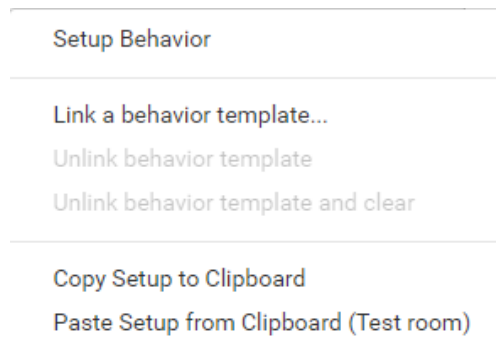 Setup Behavior
Link a behavior template...
Unlink behavior template
Unlink behavior template and clear
Copy Setup to Clipboard
Paste Setup from Clipboard (Test room)